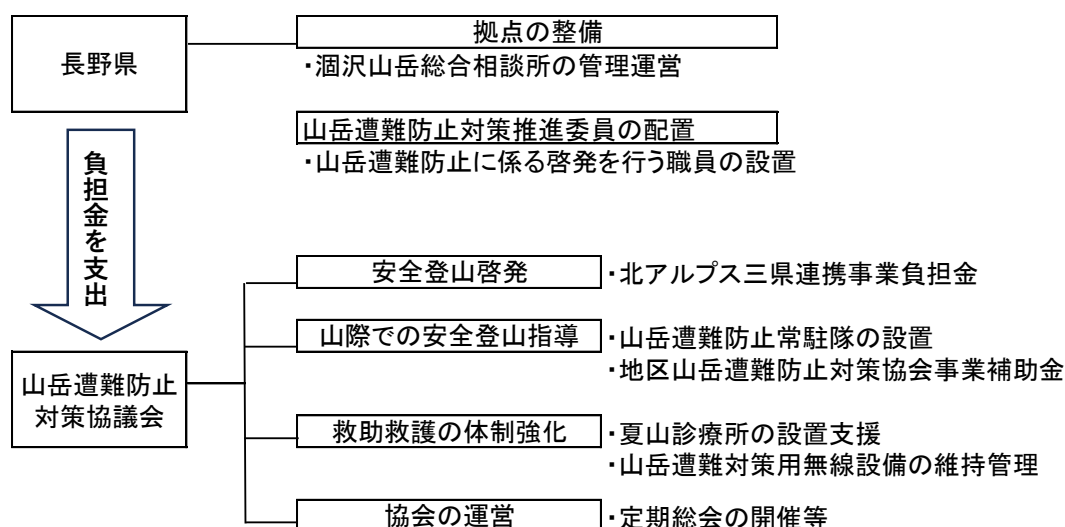 長野県
拠点の整備
・涸沢山岳総合相談所の管理運営
山岳遭難防止対策推進委員の配置
・山岳遭難防止に係る啓発を行う職員の設置
負担金を支出
山岳遭難防止
対策協議会
安全登山啓発
・北アルプス三県連携事業負担金
山際での安全登山指導
・山岳遭難防止常駐隊の設置
・地区山岳遭難防止対策協会事業補助金
救助救護の体制強化
・夏山診療所の設置支援
・山岳遭難対策用無線設備の維持管理
協会の運営
・定期総会の開催等